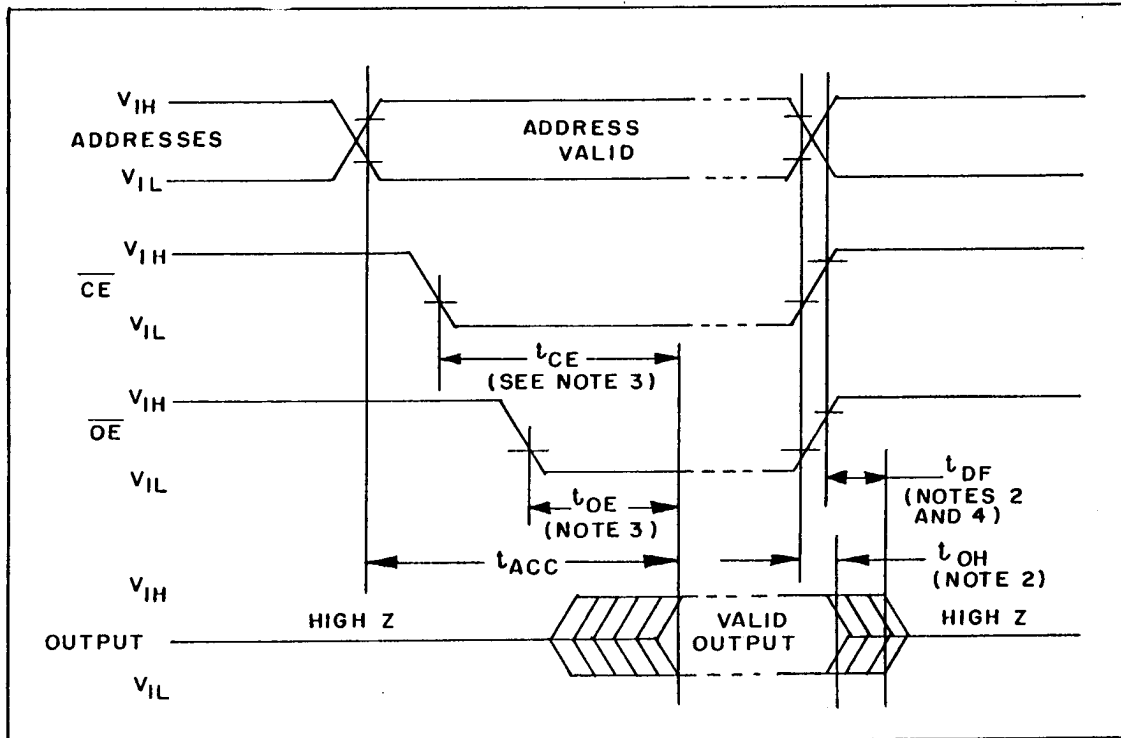 VIH
ADDRESSES
VIL
ADDRESS
VALID
VIH
CE
VIL
tCE
(SEE NOTE 3)
VIH
OE
VIL
tOE
(NOTE 3)
tDF
(NOTES 2
AND 4)
tACC
tOH
(NOTE 2)
VIH
HIGH Z
OUTPUT
VIL
VALID
OUTPUT
HIGH Z